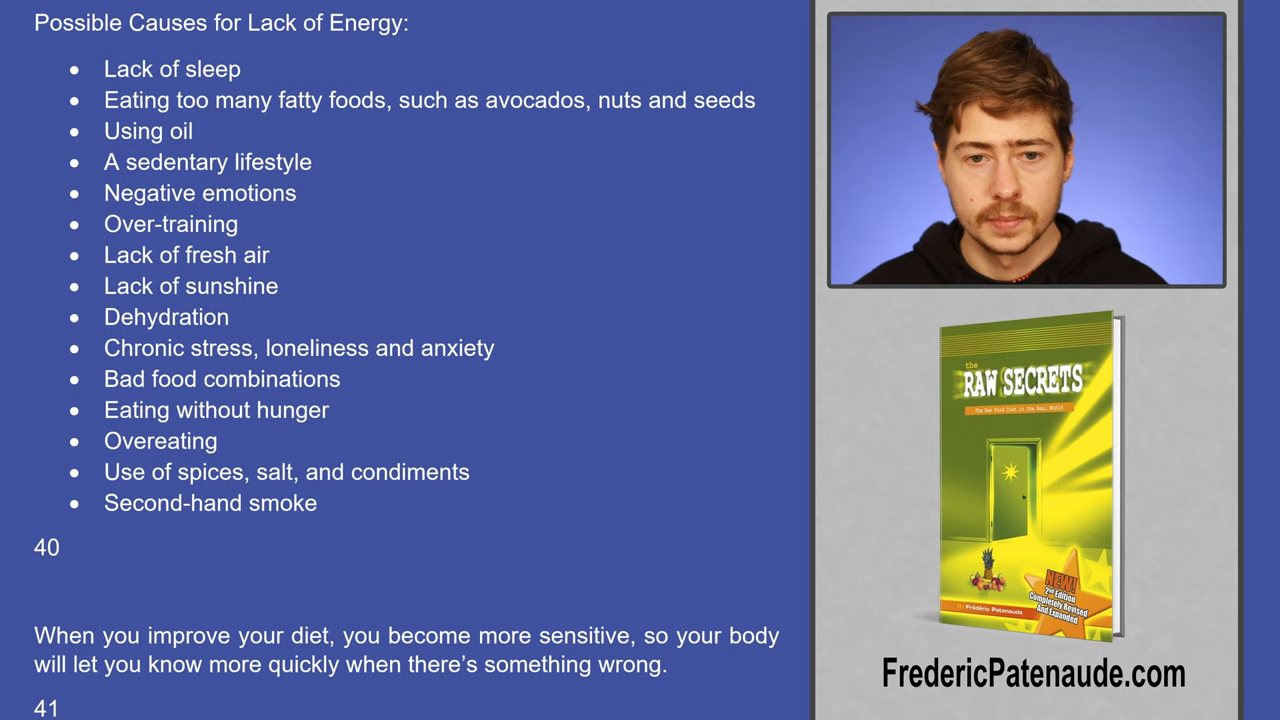 Possible Causes for Lack of Energy:
• Lack of sleep
• Eating too many fatty foods, such as avocados, nuts and seeds
• Using oil
• A sedentary lifestyle
• Negative emotions
• Over-training
• Lack of fresh air
• Lack of sunshine
• Dehydration
• Chronic stress, loneliness and anxiety
• Bad food combinations
• Eating without hunger
• Overeating
• Use of spices, salt, and condiments
• Second-hand smoke
40
When you improve your diet, you become more sensitive, so your body
will let you know more quickly when there’s something wrong.
41
the
RAW SECRETS
The Raw Food Diet in the Real World
NEW!
2nd Edition
Completely Revised
And Expanded
By Frédéric Patenaude
FredericPatenaude.com